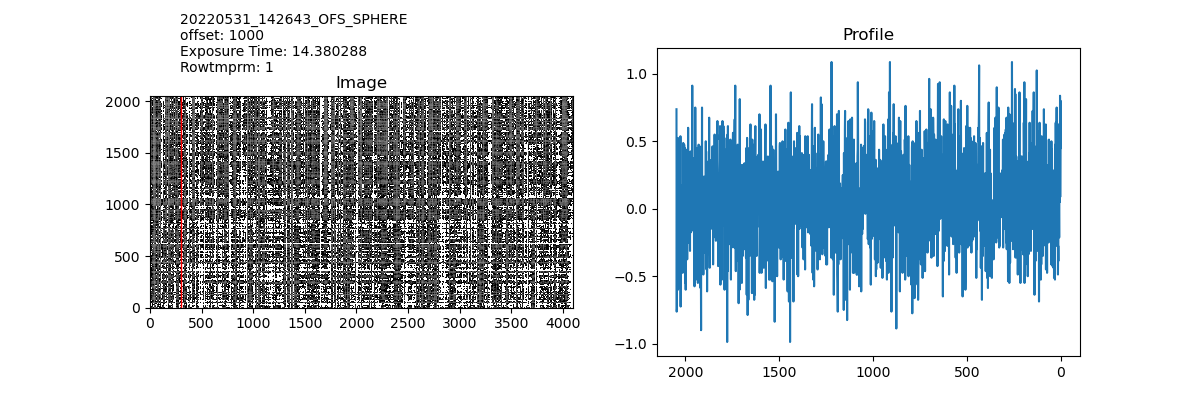 20220531_142643_OFS_SPHERE
offset: 1000
Exposure Time: 14.380288
Rowtmprm: 1
Image
2000
1500
1000
500
0
0 500 1000 1500 2000 2500 3000 3500 4000
Profile
1.0
0.5
0.0
−0.5
−1.0
2000 1500 1000 500 0